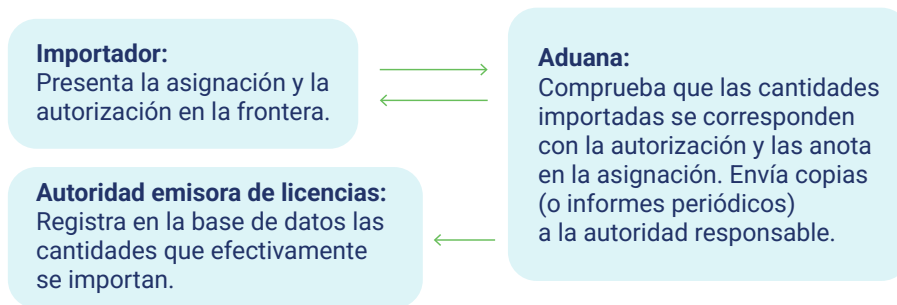 Importador:
Presenta la asignación y la
autorización en la frontera.
Aduana:
Comprueba que las cantidades
importadas se corresponden
con la autorización y las anota
en la asignación. Envía copias
(o informes periódicos)
a la autoridad responsable.
Autoridad emisora de licencias:
Registra en la base de datos las
cantidades que efectivamente
se importan.